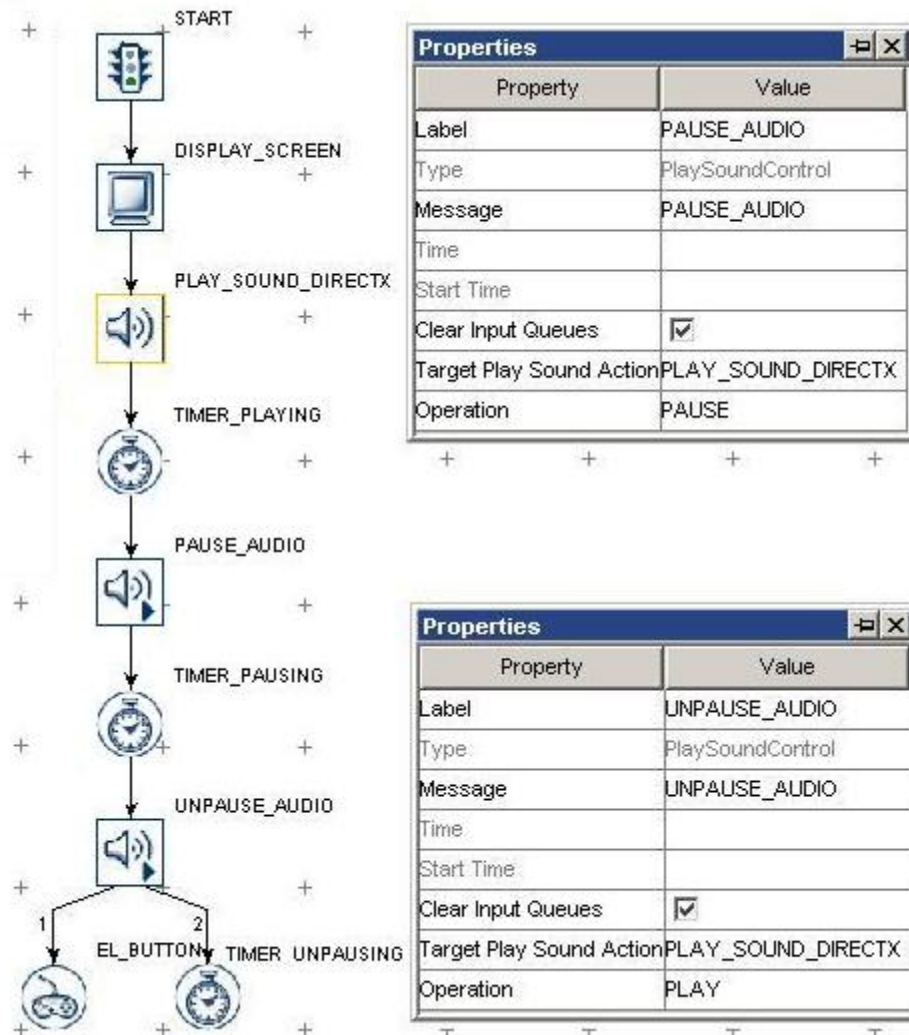 START
DISPLAY_SCREEN
PLAY_SOUND_DIRECTX
TIMER_PLAYING
PAUSE_AUDIO
TIMER_PAUSING
UNPAUSE_AUDIO
1
2
EL_BUTTON
TIMER_UNPAUSING
Properties
Property Value
Label PAUSE_AUDIO
Type PlaySoundControl
Message PAUSE_AUDIO
Time
Start Time
Clear Input Queues
Target Play Sound Action PLAY_SOUND_DIRECTX
Operation PAUSE
Properties
Property Value
Label UNPAUSE_AUDIO
Type PlaySoundControl
Message UNPAUSE_AUDIO
Time
Start Time
Clear Input Queues
Target Play Sound Action PLAY_SOUND_DIRECTX
Operation PLAY